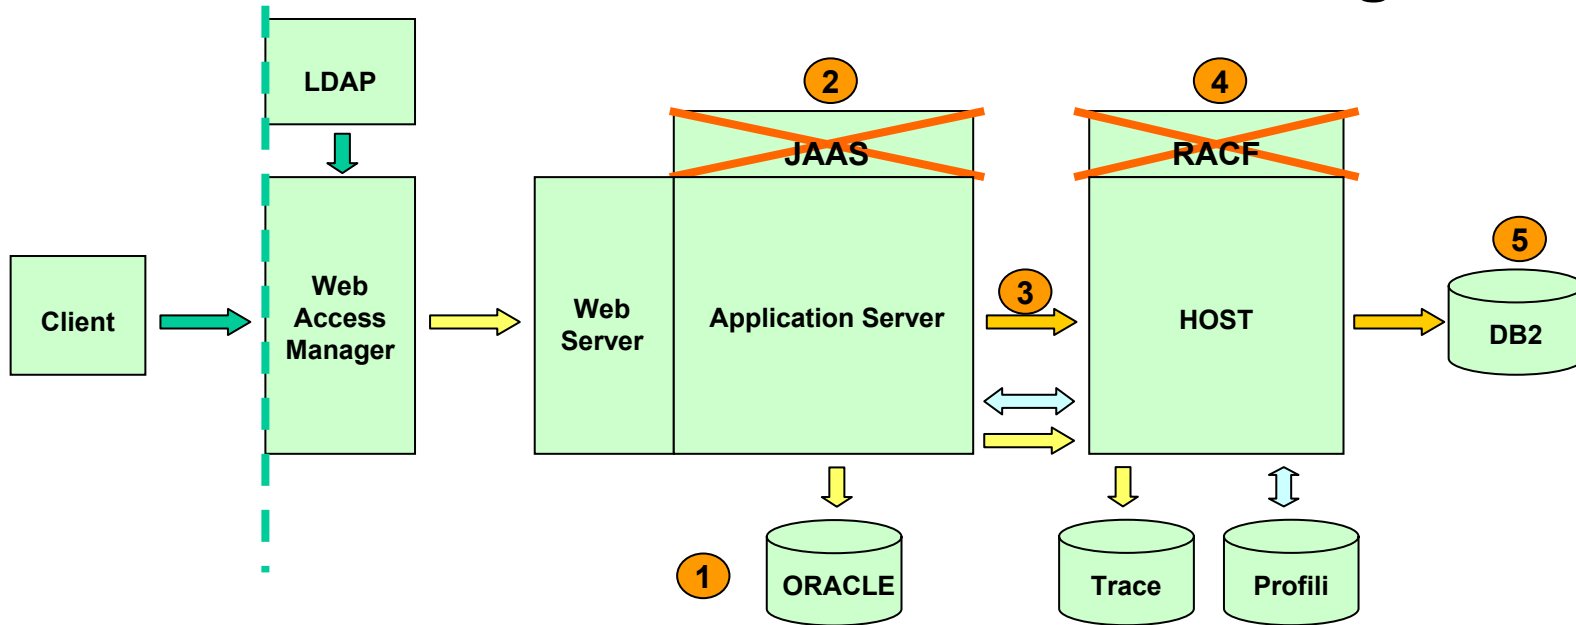 LDAP
2
4
JAAS
RACF
5
Client
Web
Access
Manager
Web
Server
Application Server
3
HOST
DB2
1
ORACLE
Trace
Profili